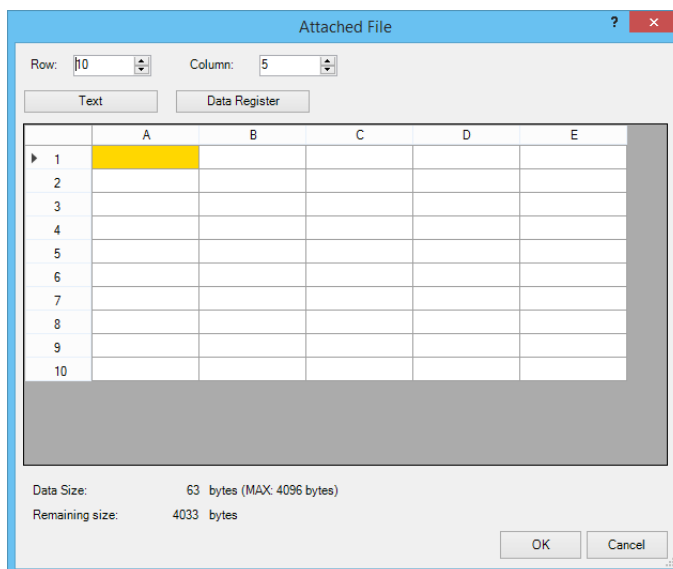 Attached File
? ×
Row: 10 Column: 5
Text Data Register
A B C D E
1
2
3
4
5
6
7
8
9
10
Data Size: 63 bytes (MAX: 4096 bytes)
Remaining size: 4033 bytes
OK Cancel